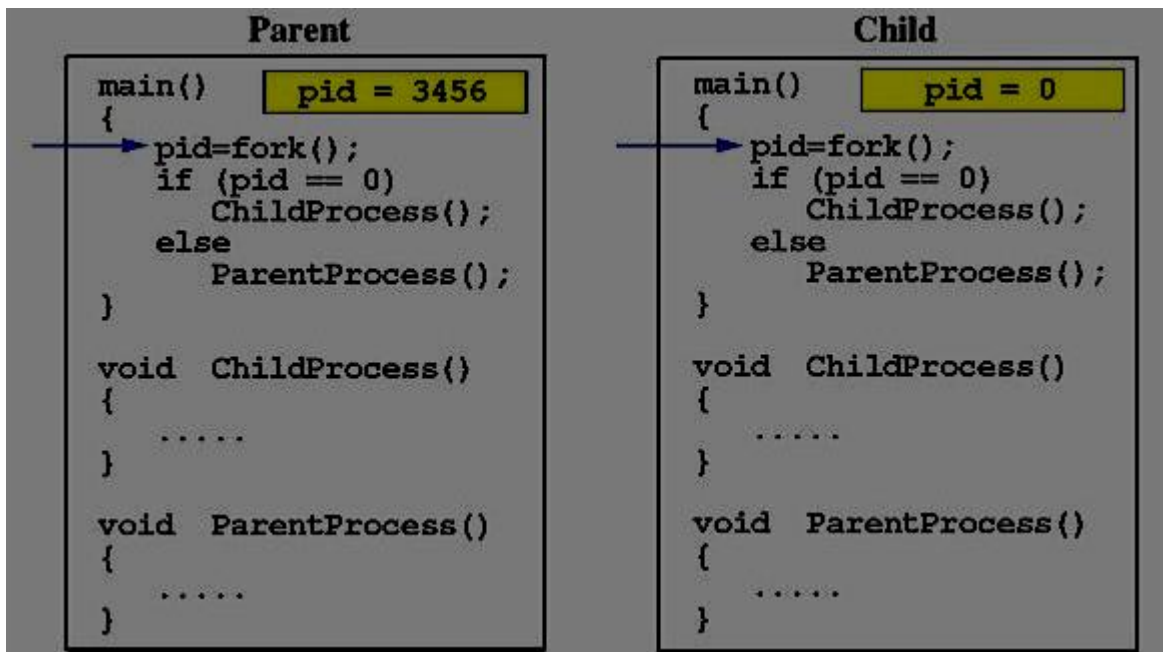 Parent
main()
pid = 3456
{
pid=fork();
if (pid == 0)
ChildProcess();
else
ParentProcess();
}
void ChildProcess()
{
.....
}
void ParentProcess()
{
.....
}
Child
main()
pid = 0
{
pid=fork();
if (pid == 0)
ChildProcess();
else
ParentProcess();
}
void ChildProcess()
{
.....
}
void ParentProcess()
{
.....
}